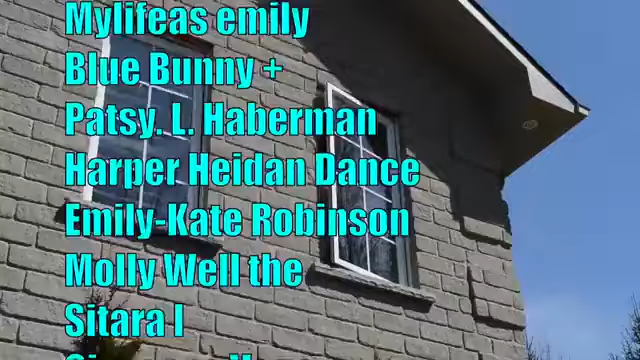 Mylifeas emily
Blue Bunny +
Patsy. L. Haberman
Harper Heidan Dance
Emily-Kate Robinson
Molly Well the
Sitara I